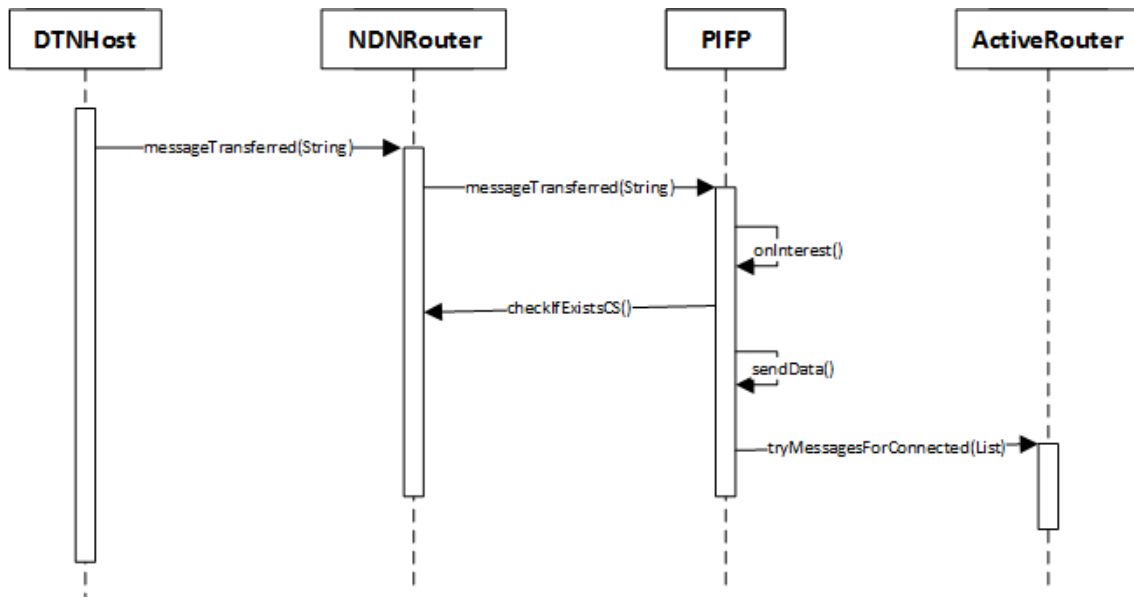 DTNHost
NDNRouter
PIFP
ActiveRouter
messageTransferred(String)
messageTransferred(String)
onInterest()
checkIfExistsCS()
sendData()
tryMessagesForConnected(List)